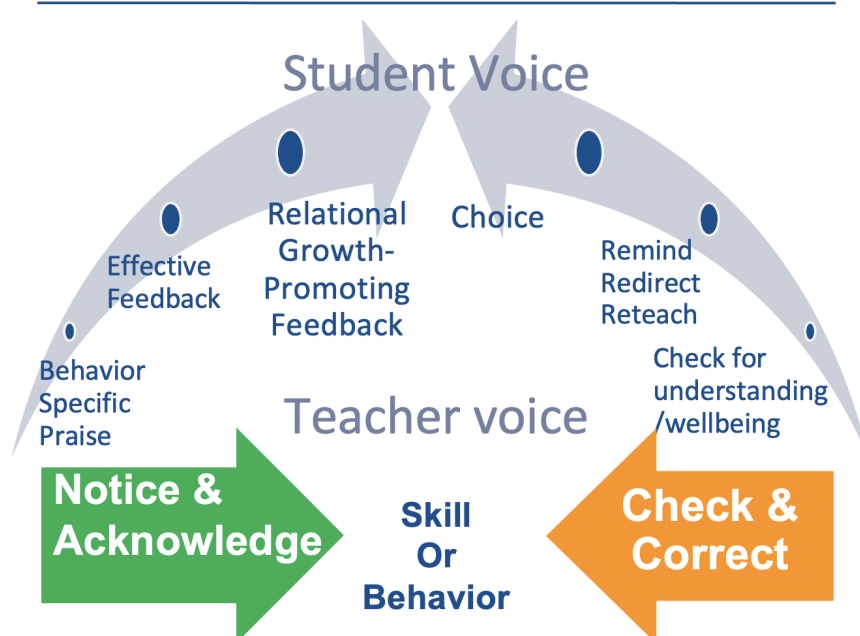 Student Voice
Relational
Growth-
Promoting
Feedback
Choice
Effective
Feedback
Remind
Redirect
Reteach
Behavior
Specific
Praise
Check for
understanding
/wellbeing
Teacher voice
Notice &
Acknowledge
Skill
Or
Behavior
Check &
Correct